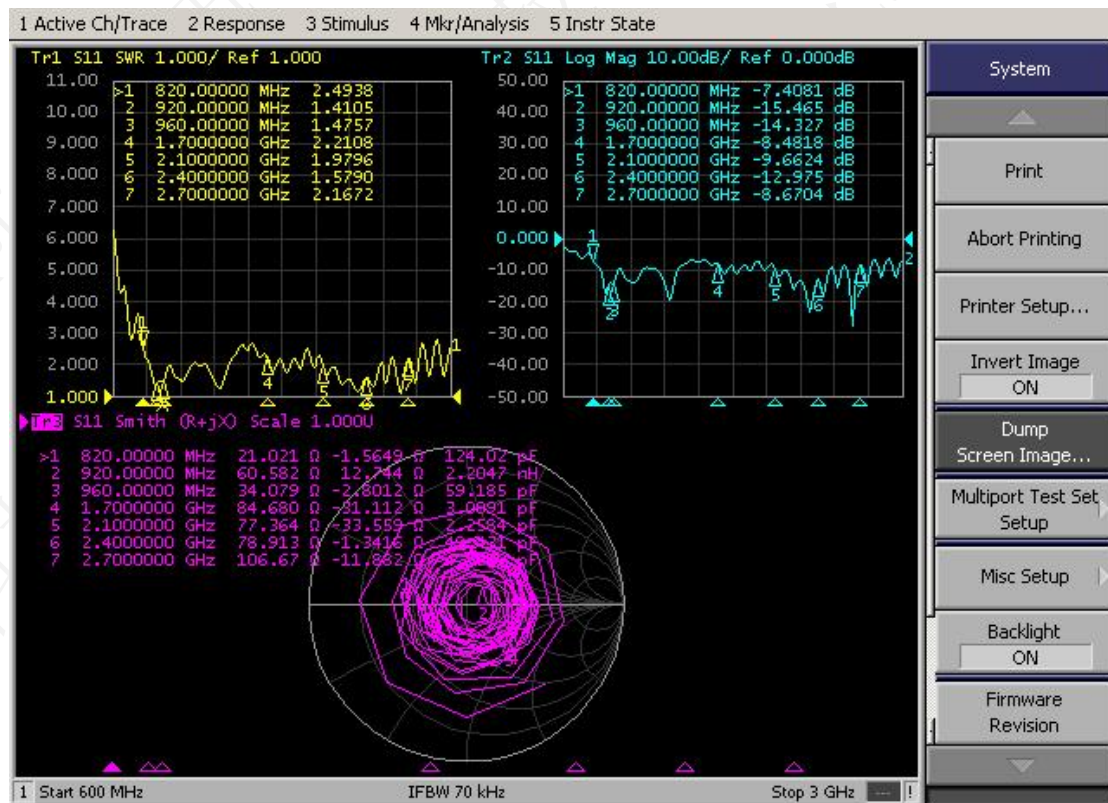 1 Active Ch/Trace 2 Response 3 Stimulus 4 Mkr/Analysis 5 Instr State
Tr1 S11 SWR 1.000/ Ref 1.000
11.00
10.00
9.000
8.000
7.000
6.000
5.000
4.000
3.000
2.000
1.000
>1 820.00000 MHz 2.4938
2 920.00000 MHz 1.4105
3 960.00000 MHz 1.4757
4 1.7000000 GHz 2.2108
5 2.1000000 GHz 1.9796
6 2.4000000 GHz 1.5790
7 2.7000000 GHz 2.1672
4
5
6
1
Tr2 S11 Log Mag 10.00dB/ Ref 0.000dB
50.00
40.00
30.00
20.00
10.00
0.000
-10.00
-20.00
-30.00
-40.00
-50.00
>1 820.00000 MHz -7.4081 dB
2 920.00000 MHz -15.465 dB
3 960.00000 MHz -14.327 dB
4 1.7000000 GHz -8.4818 dB
5 2.1000000 GHz -9.6624 dB
6 2.4000000 GHz -12.975 dB
7 2.7000000 GHz -8.6704 dB
1
2
3
4
5
6
7
2
Tr3 S11 Smith (R+jX) Scale 1.000U
>1 820.00000 MHz 21.021 Ω -1.5649 Ω 124.02 pF
2 920.00000 MHz 60.582 Ω 12.744 Ω 2.2047 nH
3 960.00000 MHz 34.079 Ω -2.8012 Ω 59.185 pF
4 1.7000000 GHz 84.680 Ω -31.112 Ω 3.0091 pF
5 2.1000000 GHz 77.364 Ω -33.559 Ω 2.2584 pF
6 2.4000000 GHz 78.913 Ω -1.3416 Ω
7 2.7000000 GHz 106.67 Ω -11.862 Ω
1 Start 600 MHz IFBW 70 kHz Stop 3 GHz !
System
Print
Abort Printing
Printer Setup...
Invert Image
ON
Dump
Screen Image...
Multiport Test Set
Setup
Misc Setup
Backlight
ON
Firmware
Revision